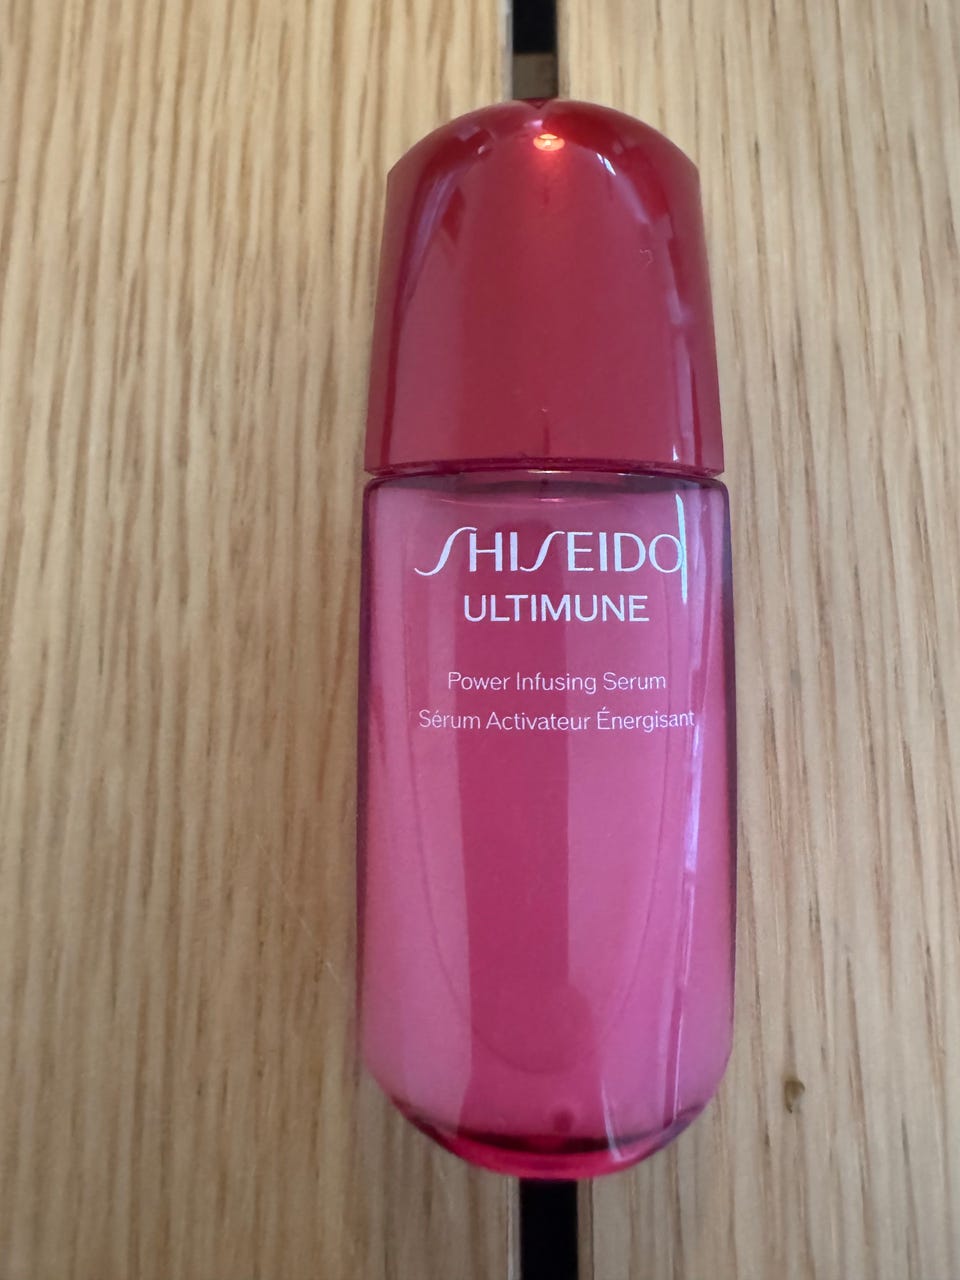 SHISEIDO
ULTIMUNE
Power Infusing Serum
Sérum Activateur Énergisant